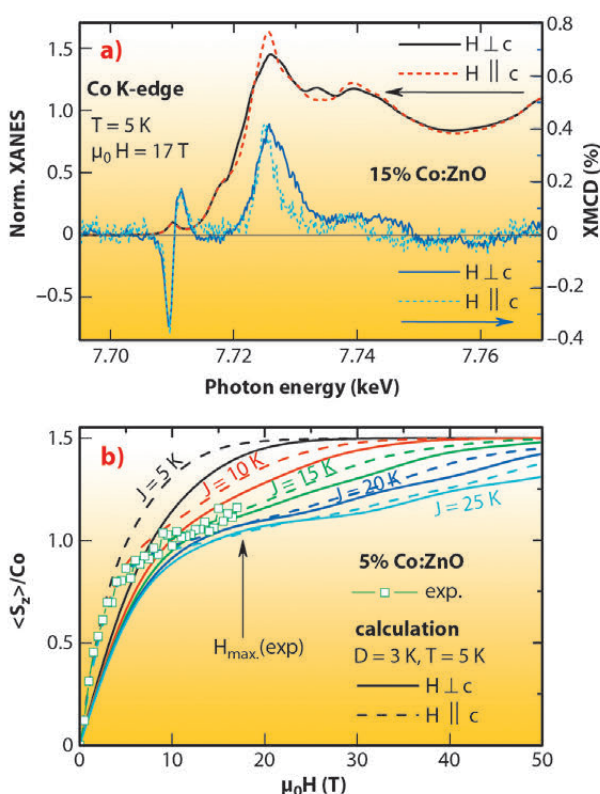 a)
Co K-edge
T = 5 K
μ₀ H = 17 T
H ⊥ c
H || c
15% Co:ZnO
H ⊥ c
H || c
Norm. XANES
1.5
1.0
0.5
0
−0.5
XMCD (%)
0.8
0.6
0.4
0.2
0
−0.2
−0.4
7.70
7.72
7.74
7.76
Photon energy (keV)
b)
J = 5 K
J = 10 K
J = 15 K
J = 20 K
J = 25 K
5% Co:ZnO
exp.
Hmax.(exp)
calculation
D = 3 K, T = 5 K
H ⊥ c
H || c
<Sz>/Co
1.5
1.0
0.5
0
0
10
20
30
40
50
μ₀H (T)